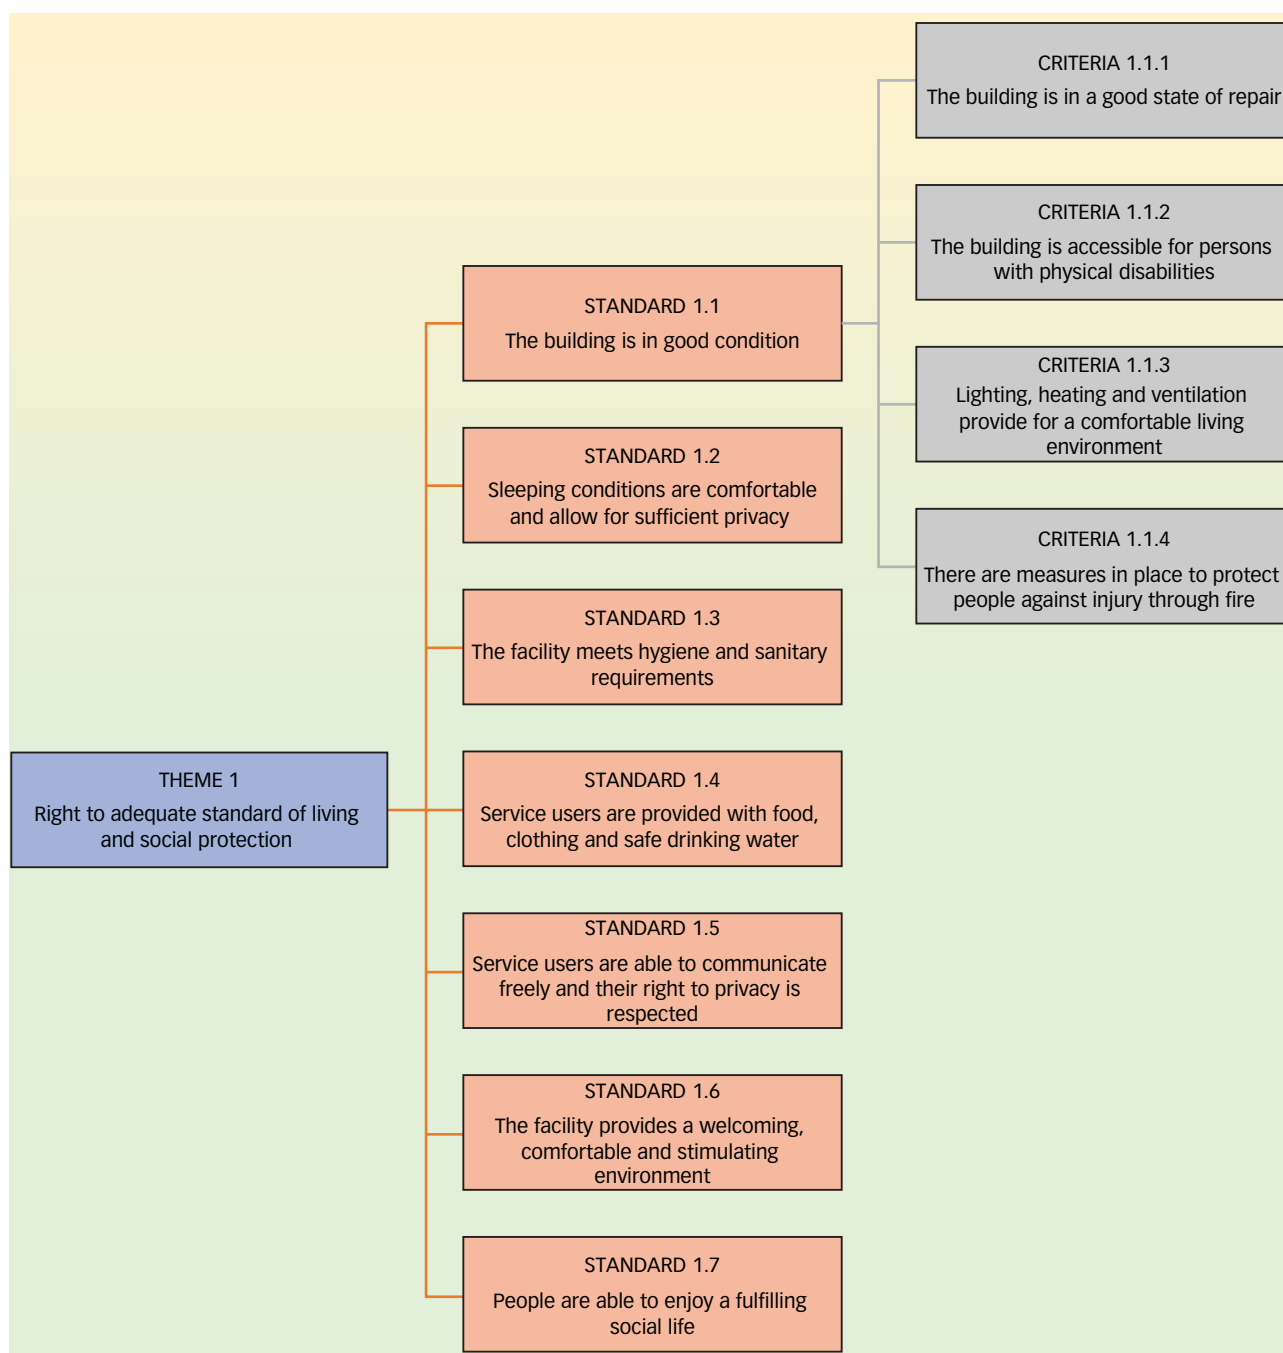 THEME 1
Right to adequate standard of living
and social protection
STANDARD 1.1
The building is in good condition
STANDARD 1.2
Sleeping conditions are comfortable
and allow for sufficient privacy
STANDARD 1.3
The facility meets hygiene and sanitary
requirements
STANDARD 1.4
Service users are provided with food,
clothing and safe drinking water
STANDARD 1.5
Service users are able to communicate
freely and their right to privacy is
respected
STANDARD 1.6
The facility provides a welcoming,
comfortable and stimulating
environment
STANDARD 1.7
People are able to enjoy a fulfilling
social life
CRITERIA 1.1.1
The building is in a good state of repair
CRITERIA 1.1.2
The building is accessible for persons
with physical disabilities
CRITERIA 1.1.3
Lighting, heating and ventilation
provide for a comfortable living
environment
CRITERIA 1.1.4
There are measures in place to protect
people against injury through fire